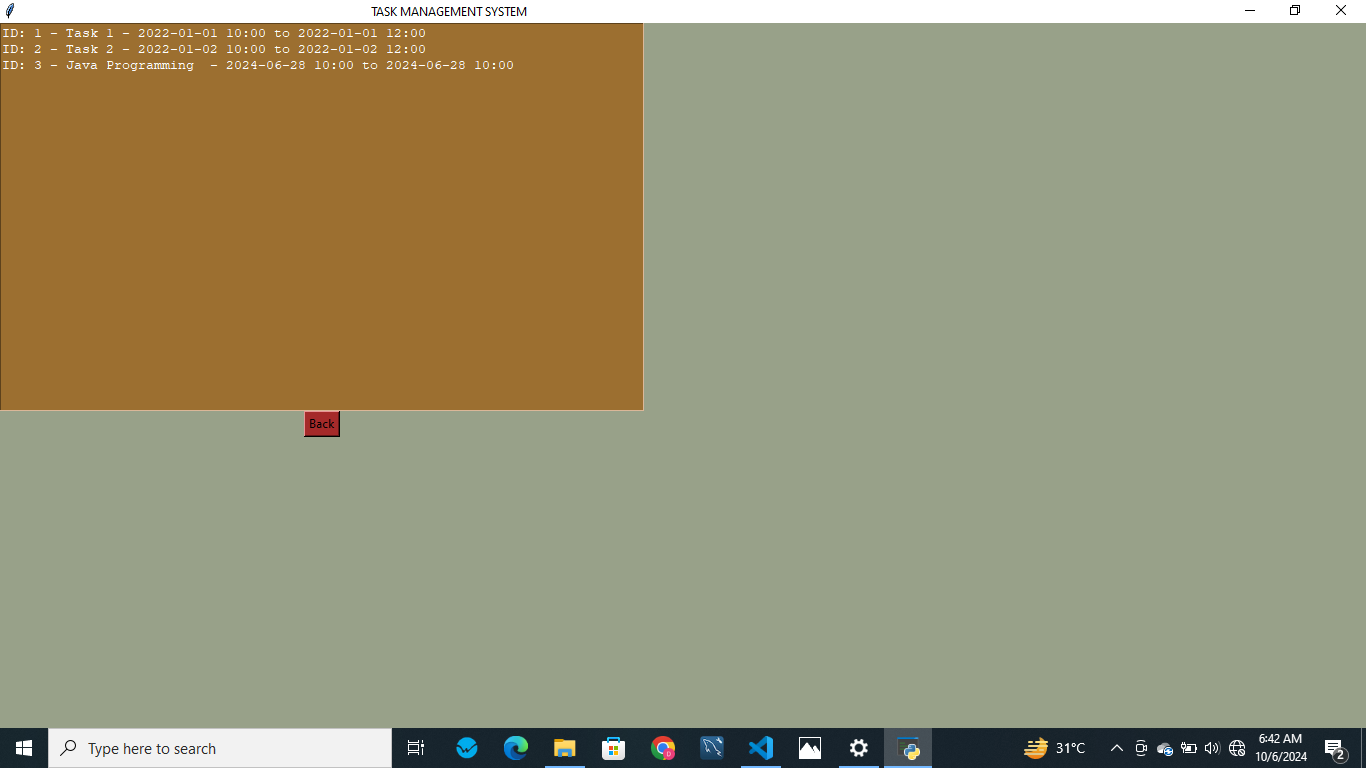 TASK MANAGEMENT SYSTEM
ID: 1 - Task 1 - 2022-01-01 10:00 to 2022-01-01 12:00
ID: 2 - Task 2 - 2022-01-02 10:00 to 2022-01-02 12:00
ID: 3 - Java Programming  - 2024-06-28 10:00 to 2024-06-28 10:00
Back
Type here to search
31°C
6:42 AM
10/6/2024
2